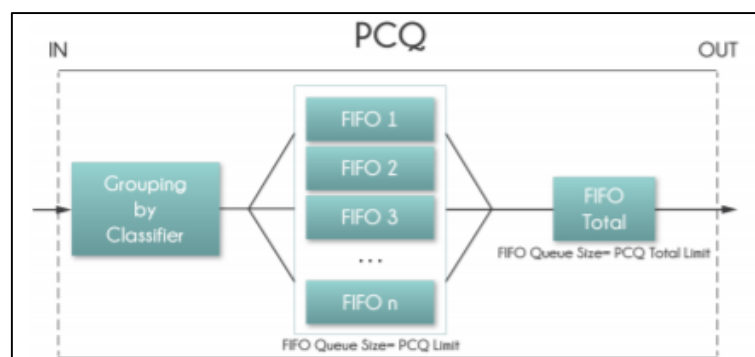 PCQ
IN
OUT
Grouping
by
Classifier
FIFO 1
FIFO 2
FIFO 3
...
FIFO n
FIFO Queue Size= PCQ Limit
FIFO
Total
FIFO Queue Size= PCQ Total Limit